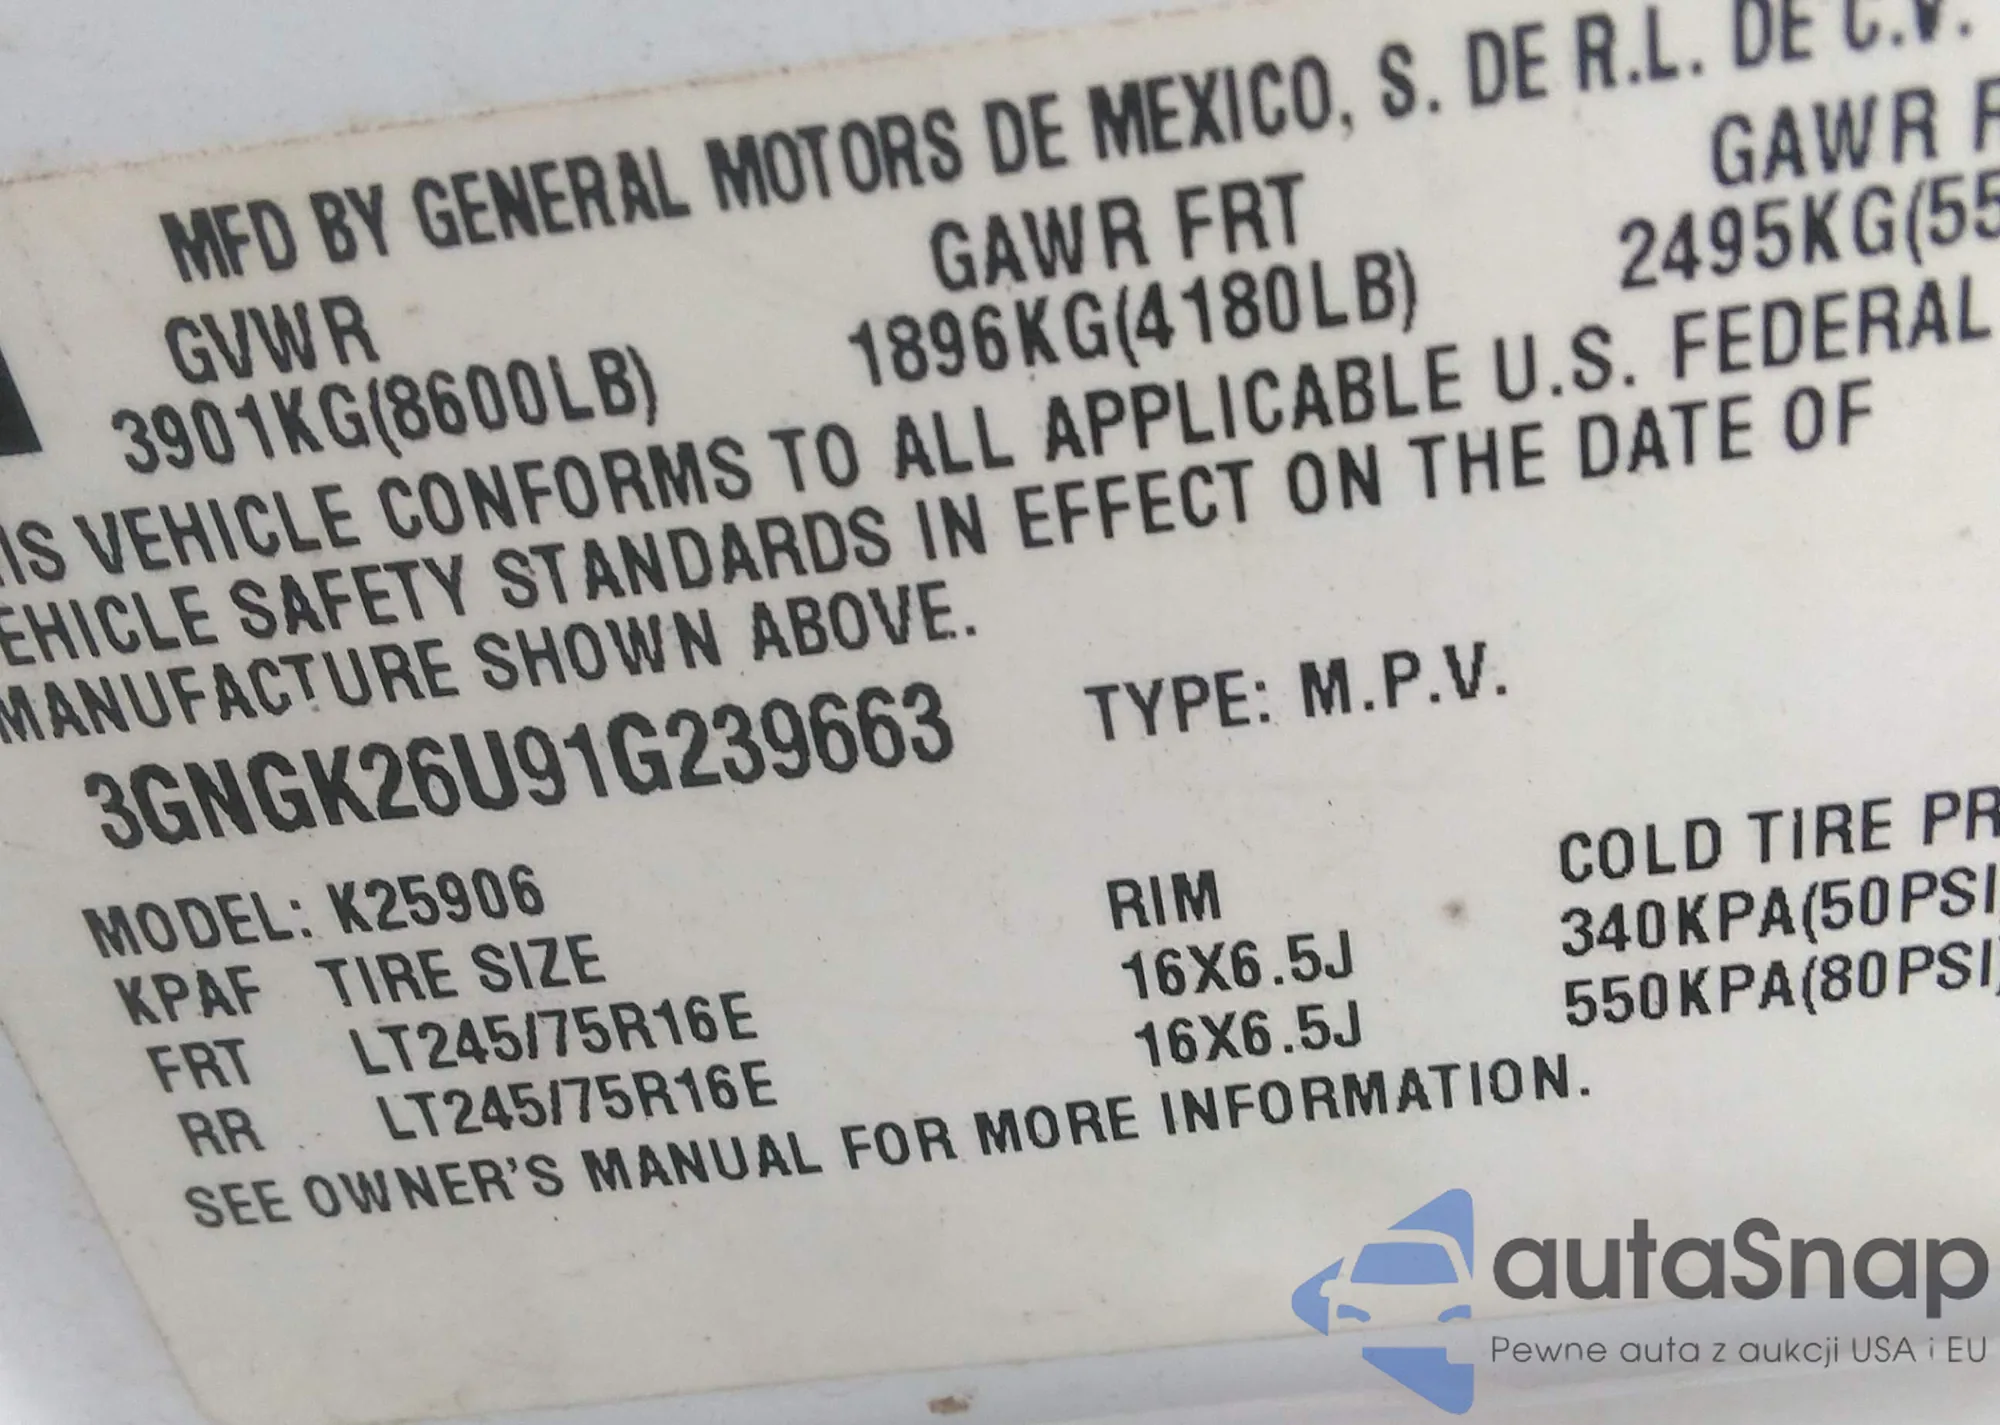 MFD BY GENERAL MOTORS DE MEXICO, S. DE R.L. DE C.V.
GVWR GAWR FRT GAWR
3901KG(8600LB) 1896KG(4180LB) 2495KG(55
IS VEHICLE CONFORMS TO ALL APPLICABLE U.S. FEDERAL
EHICLE SAFETY STANDARDS IN EFFECT ON THE DATE OF
MANUFACTURE SHOWN ABOVE.
3GNGK26U91G239663 TYPE: M.P.V.
MODEL: K25906
KPAF TIRE SIZE RIM COLD TIRE PR
FRT LT245/75R16E 16X6.5J 340KPA(50PSI
RR LT245/75R16E 16X6.5J 550KPA(80PSI)
SEE OWNER'S MANUAL FOR MORE INFORMATION.
autaSnap
Pewne auta z aukcji USA i EU